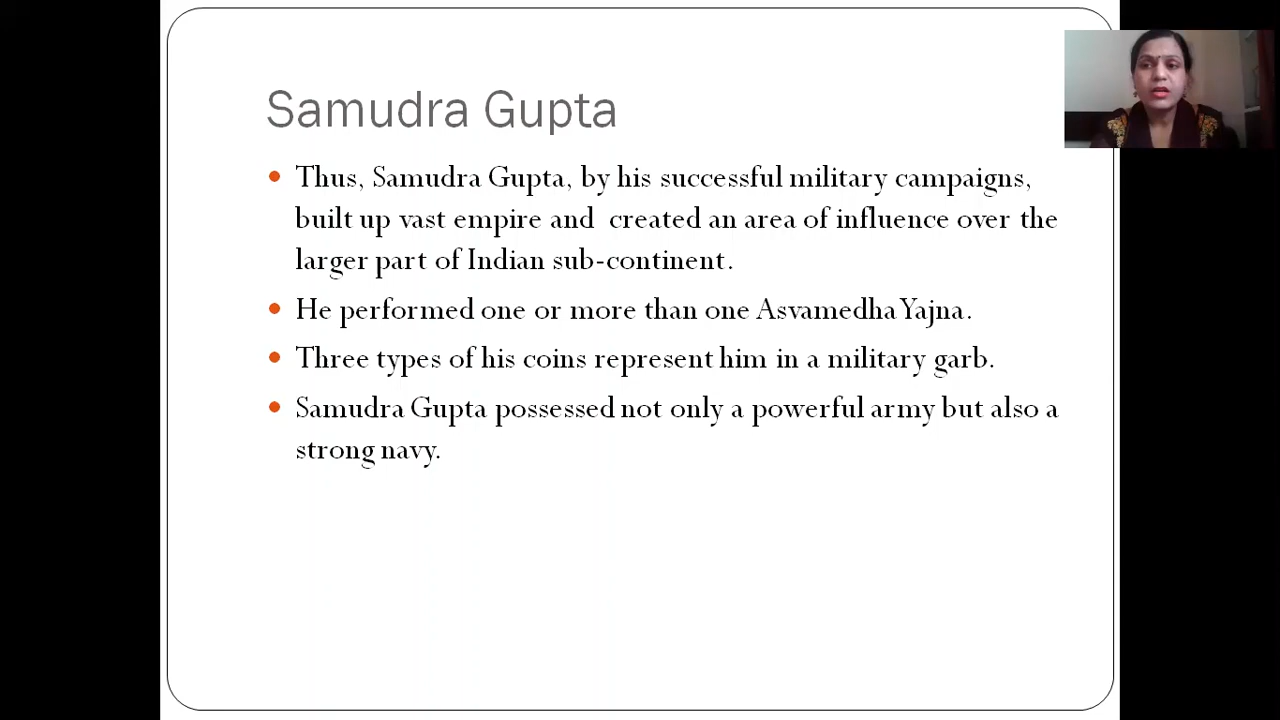 Samudra Gupta
Thus, Samudra Gupta, by his successful military campaigns,
built up vast empire and created an area of influence over the
larger part of Indian sub-continent.
He performed one or more than one Asvamedha Yajna.
Three types of his coins represent him in a military garb.
Samudra Gupta possessed not only a powerful army but also a
strong navy.